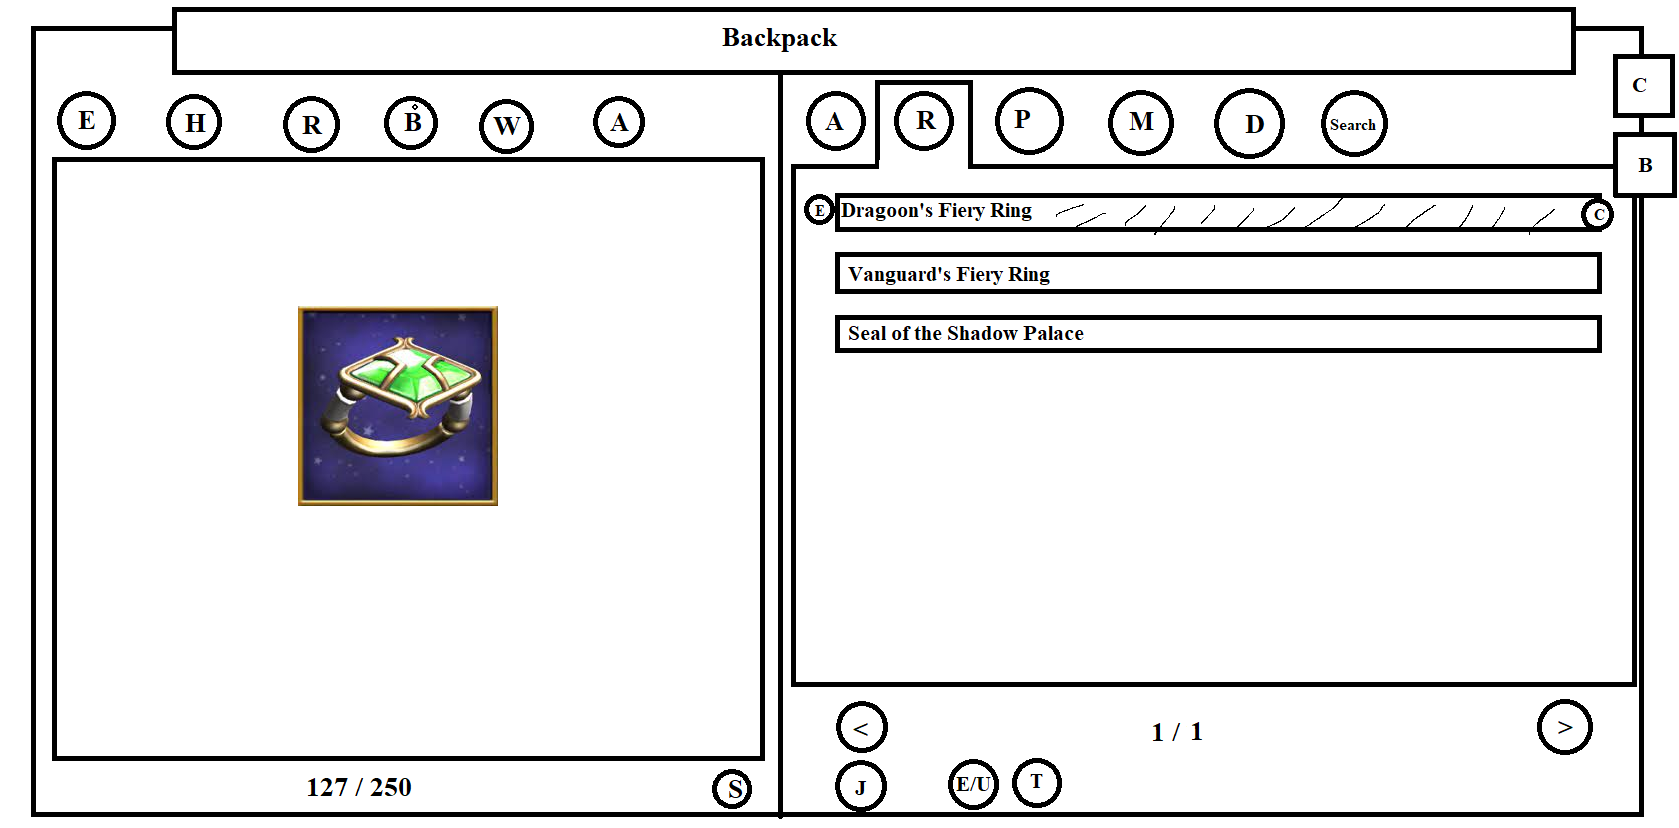 Backpack
C
E H R B W A
A R P M D Search
B
E Dragoon's Fiery Ring C
Vanguard's Fiery Ring
Seal of the Shadow Palace
< 1 / 1 >
127 / 250 S
J E/U T